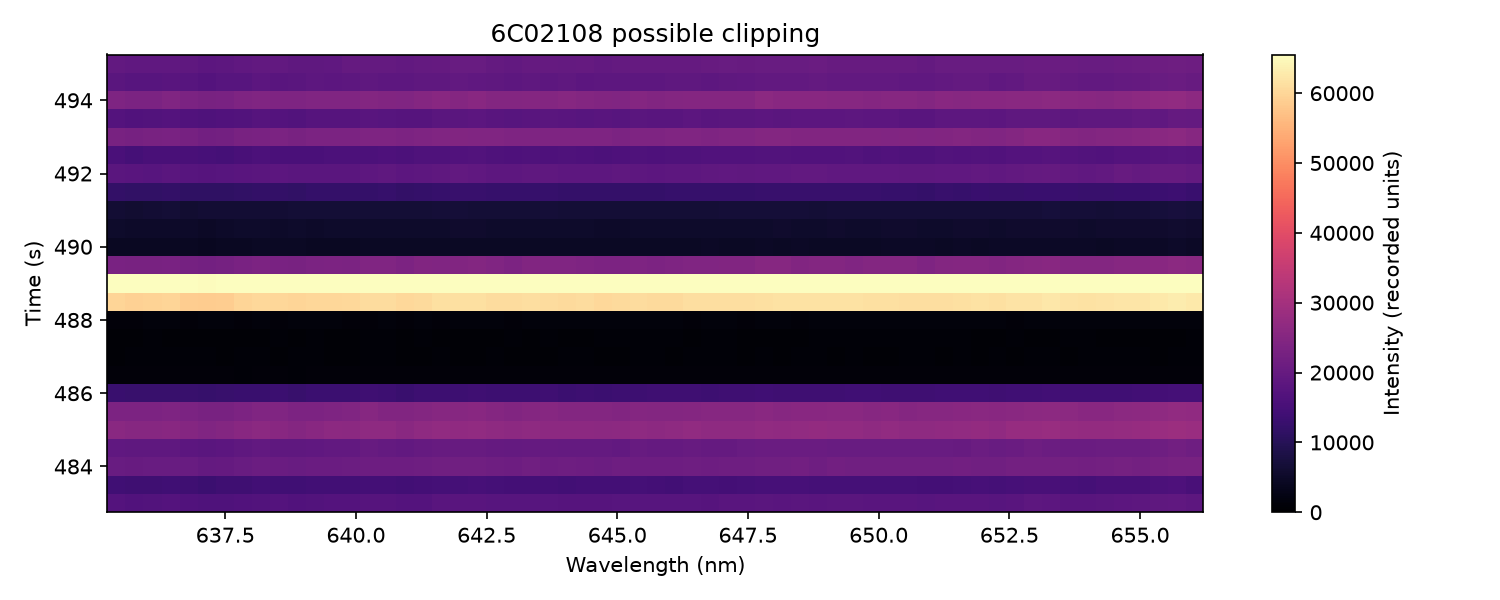 6C02108 possible clipping
494
492
490
488
486
484
Time (s)
637.5 640.0 642.5 645.0 647.5 650.0 652.5 655.0
Wavelength (nm)
60000
50000
40000
30000
20000
10000
0
Intensity (recorded units)